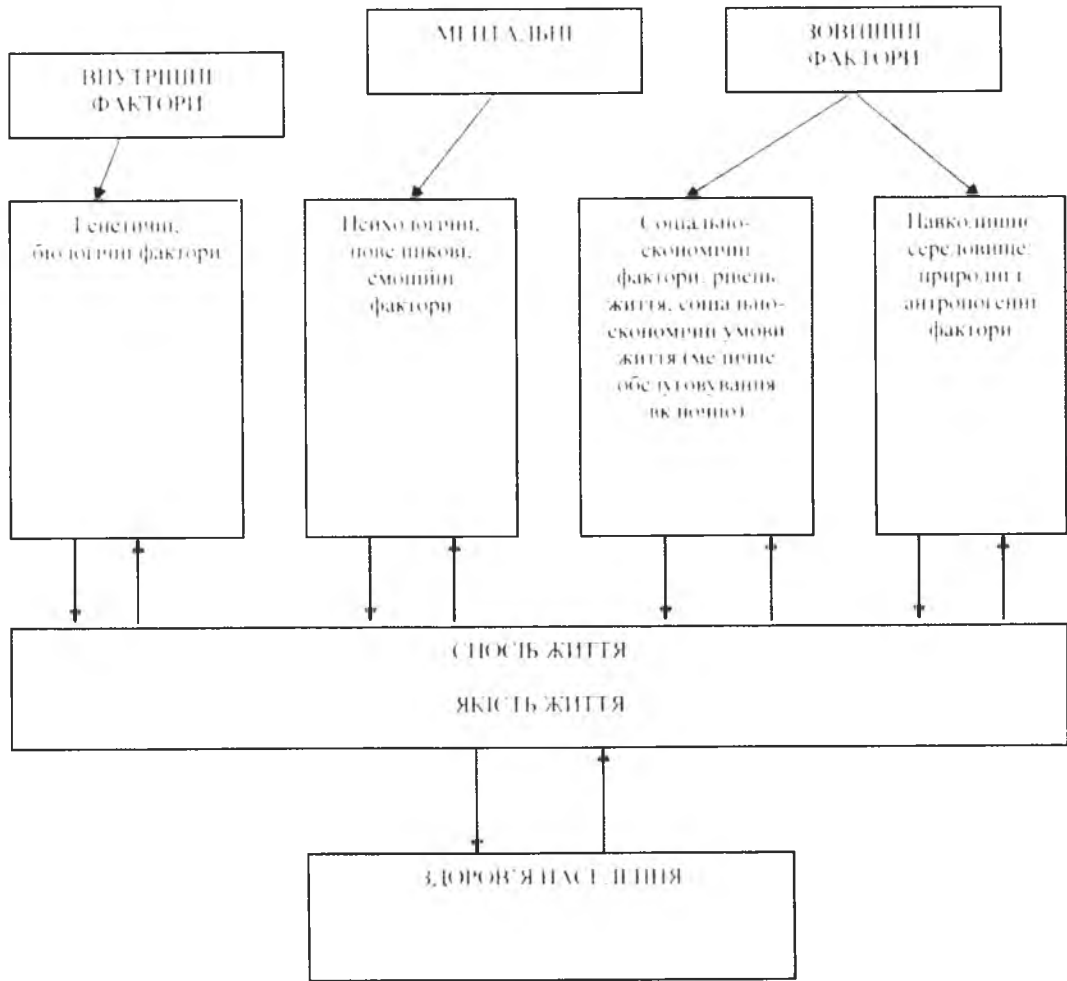 ВНУТРІШНІ
ФАКТОРИ
МЕНТАЛЬНІ
ЗОВНІШНІ
ФАКТОРИ
Генетичні,
біологічні фактори
Психологічні,
поведінкові,
емоційні
фактори
Соціально-
економічні
фактори: рівень
життя, соціально-
економічні умови
життя (медичне
обслуговування
включно)
Навколишнє
середовище:
природні і
антропогенні
фактори
СПОСІБ ЖИТТЯ
ЯКІСТЬ ЖИТТЯ
ЗДОРОВ'Я НАСЕЛЕННЯ